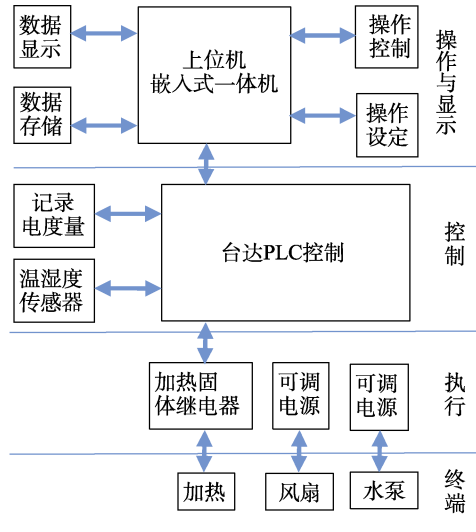 数据
显示
数据
存储
上位机
嵌入式一体机
操作
控制
操作
设定
操作与显示
记录
电度量
温湿度
传感器
台达PLC控制
控制
加热固
体继电器
可调
电源
可调
电源
执行
加热
风扇
水泵
终端